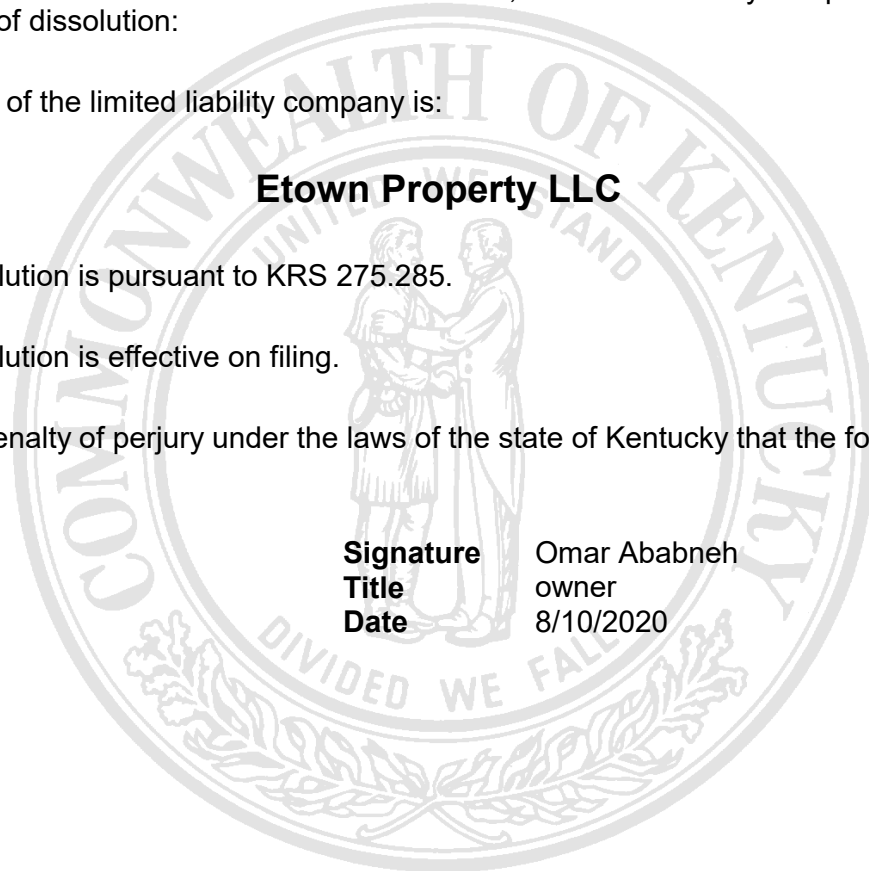 of dissolution:
of the limited liability company is:
Etown Property LLC
lution is pursuant to KRS 275.285.
lution is effective on filing.
enalty of perjury under the laws of the state of Kentucky that the fo
Signature Omar Ababneh
Title owner
Date 8/10/2020
COMMONWEALTH OF KENTUCKY
UNITED WE STAND
DIVIDED WE FALL